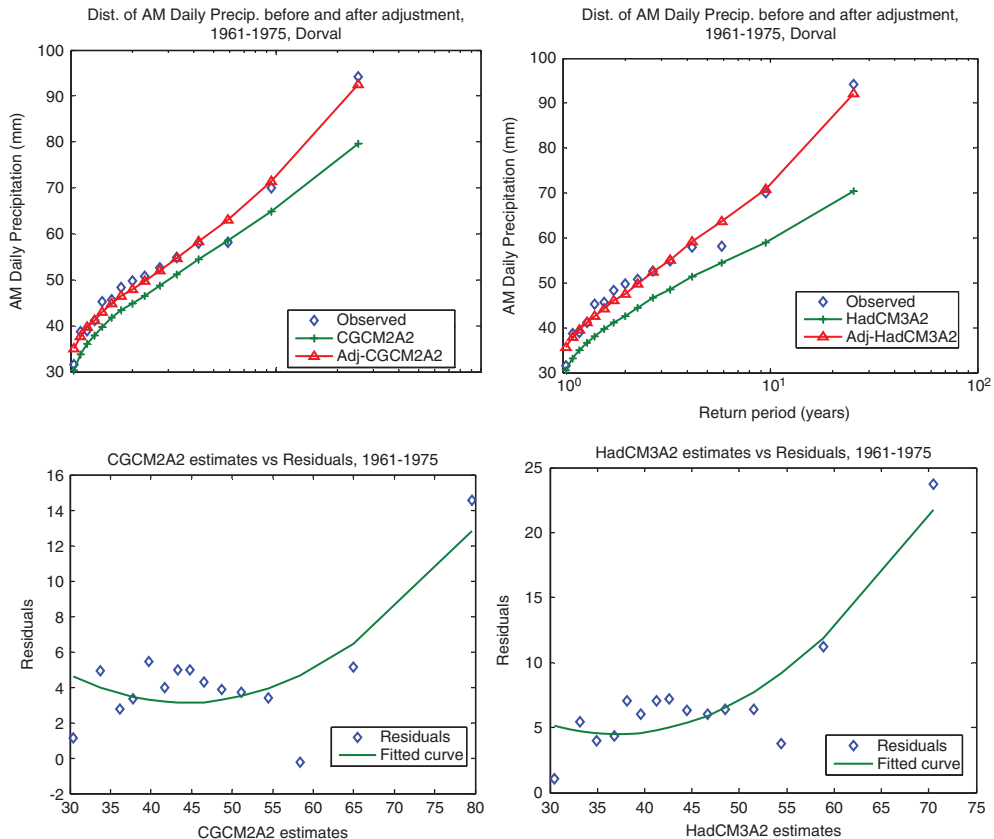 Dist. of AM Daily Precip. before and after adjustment,
1961-1975, Dorval
AM Daily Precipitation (mm)
100
90
80
70
60
50
40
30
Observed
CGCM2A2
Adj-CGCM2A2
Dist. of AM Daily Precip. before and after adjustment,
1961-1975, Dorval
AM Daily Precipitation (mm)
100
90
80
70
60
50
40
30
Observed
HadCM3A2
Adj-HadCM3A2
10⁰ 10¹ 10²
Return period (years)
CGCM2A2 estimates vs Residuals, 1961-1975
Residuals
16
14
12
10
8
6
4
2
0
-2
Residuals
Fitted curve
30 35 40 45 50 55 60 65 70 75 80
CGCM2A2 estimates
HadCM3A2 estimates vs Residuals, 1961-1975
Residuals
25
20
15
10
5
0
Residuals
Fitted curve
30 35 40 45 50 55 60 65 70 75
HadCM3A2 estimates